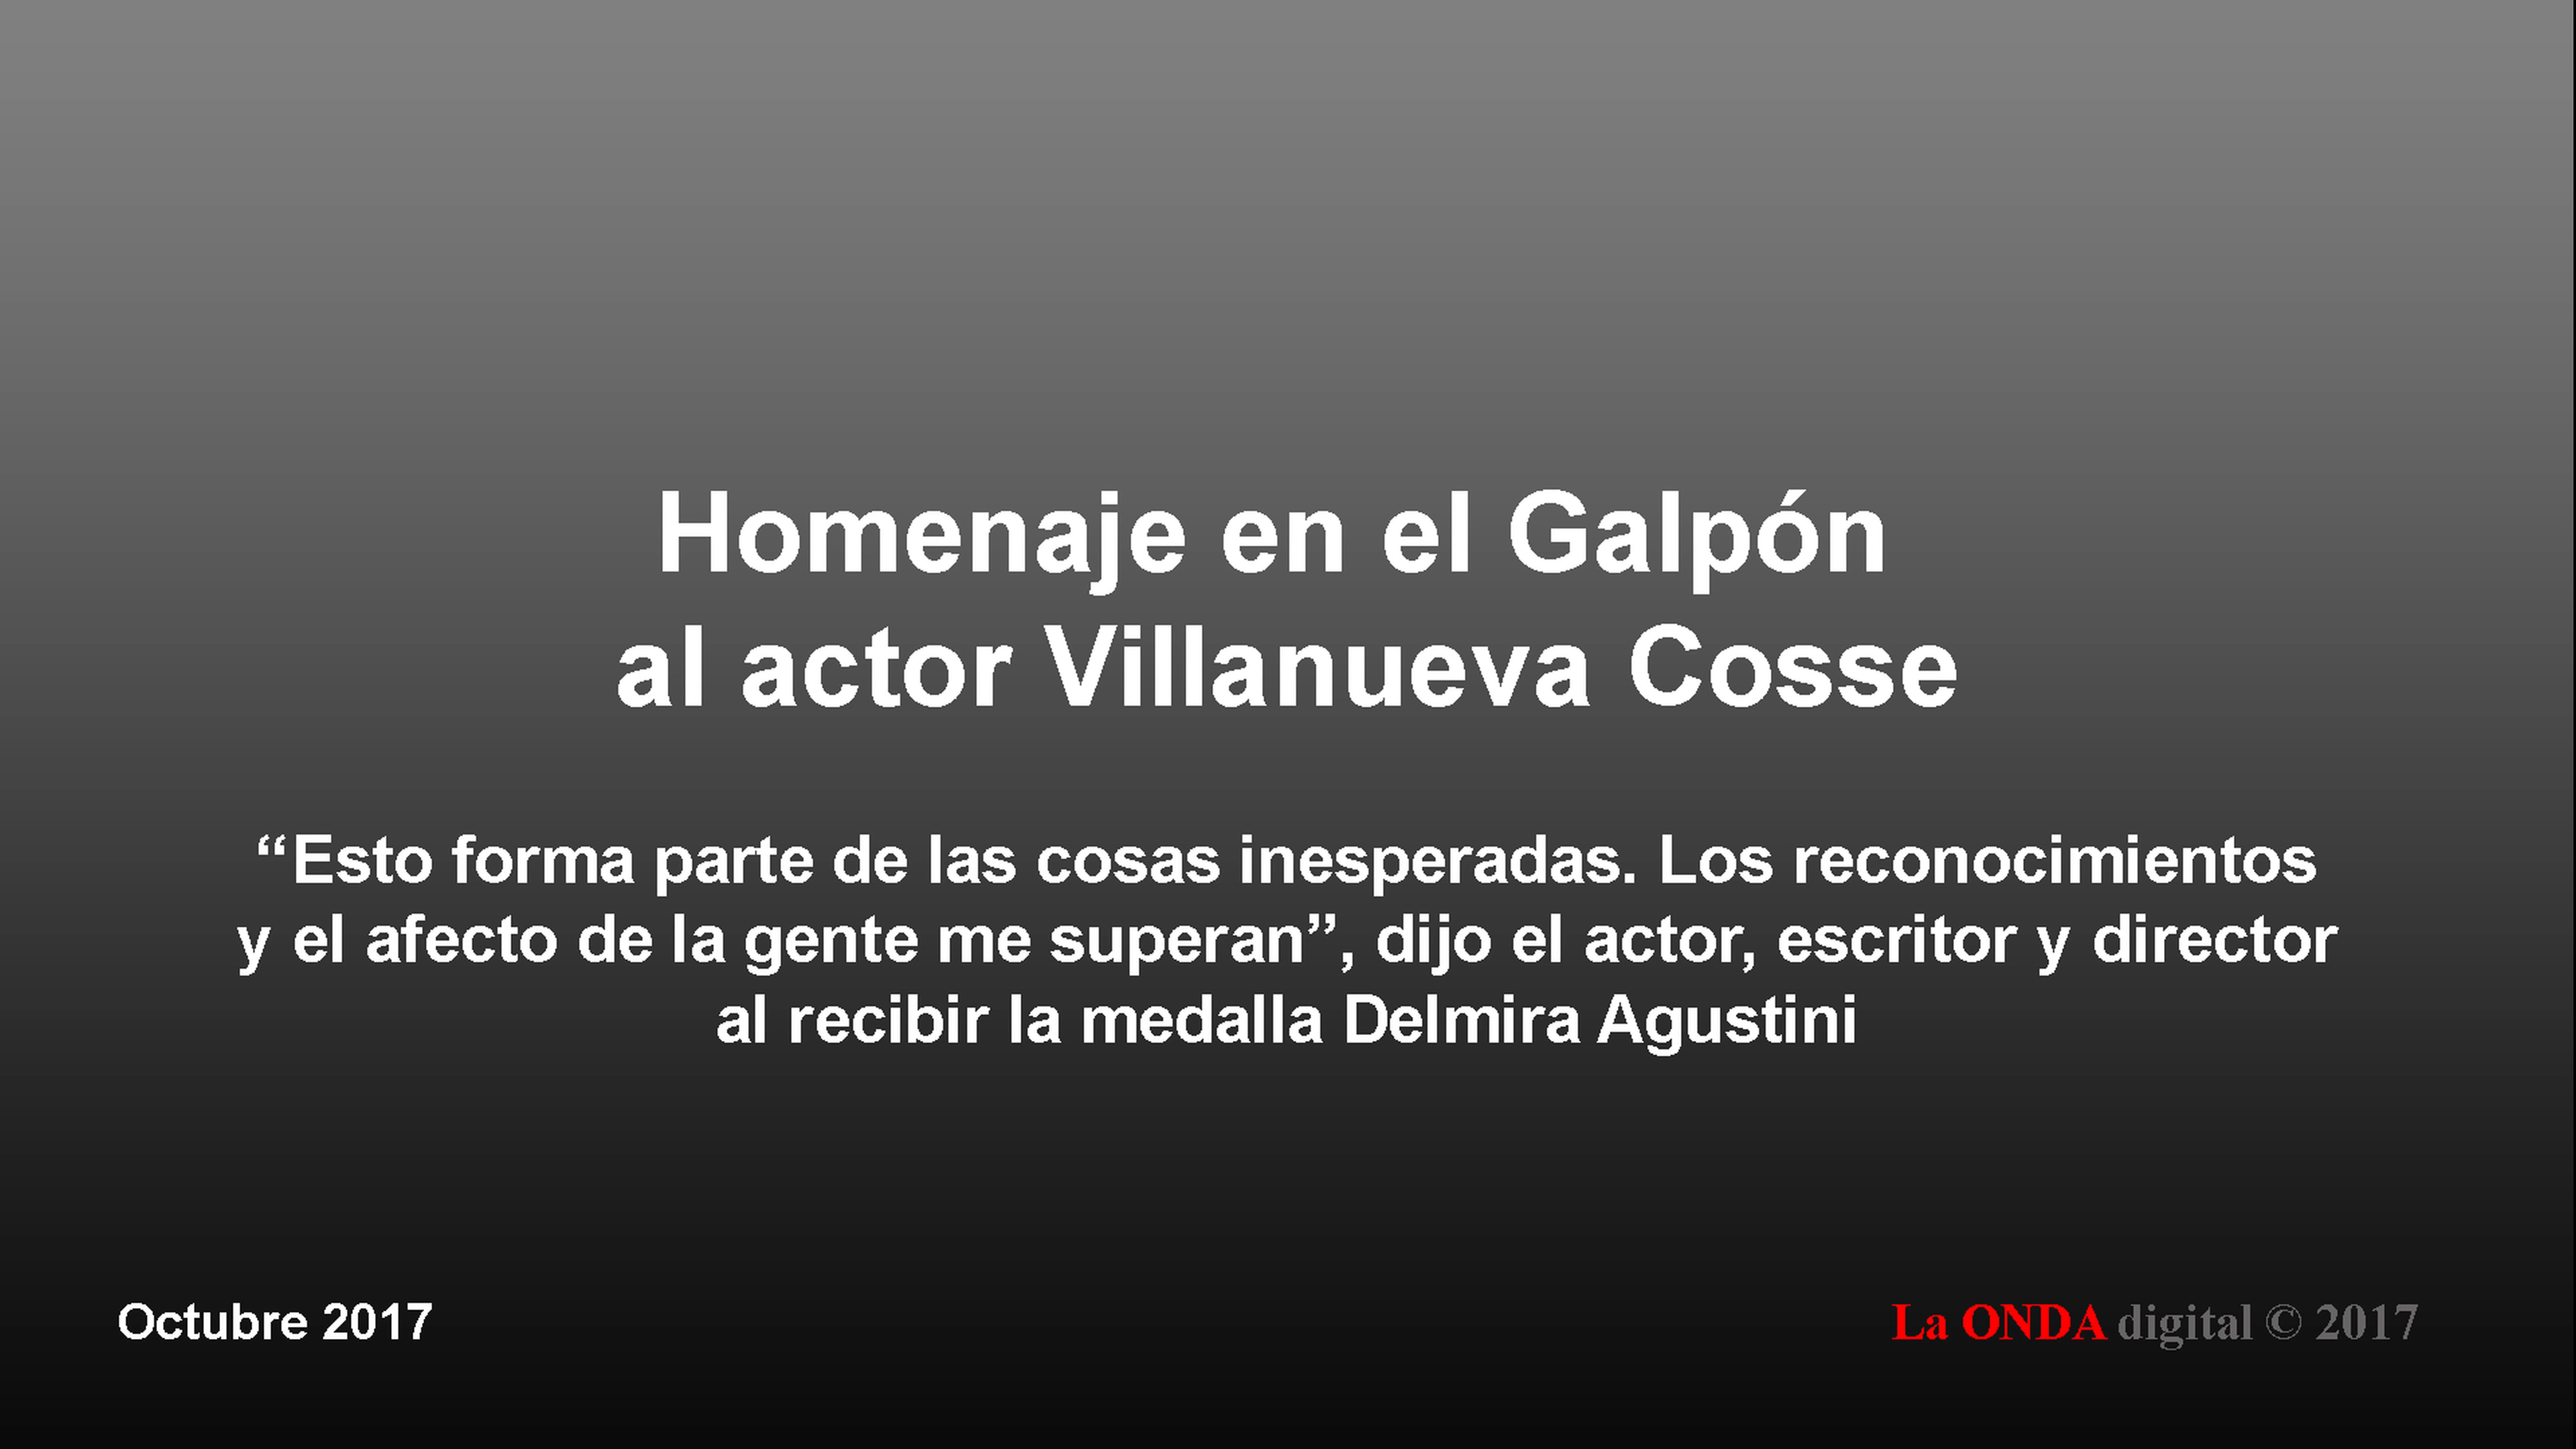 Homenaje en el Galpón
al actor Villanueva Cosse
“Esto forma parte de las cosas inesperadas. Los reconocimientos
y el afecto de la gente me superan”, dijo el actor, escritor y director
al recibir la medalla Delmira Agustini
Octubre 2017
La ONDA digital © 2017